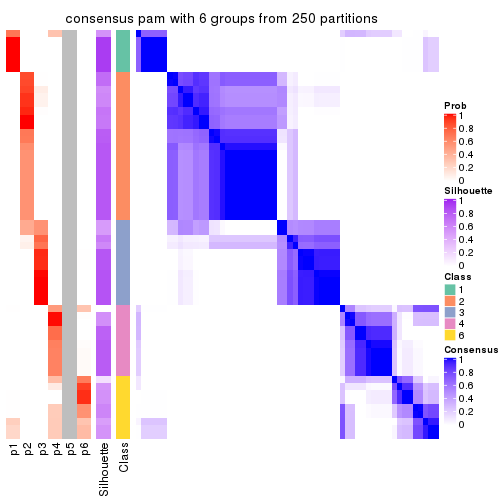 consensus pam with 6 groups from 250 partitions
Prob
1
0.8
0.6
0.4
0.2
0
Silhouette
1
0.8
0.6
0.4
0.2
0
Class
1
2
3
4
6
Consensus
1
0.8
0.6
0.4
0.2
0
p1
p2
p3
p4
p5
p6
Silhouette
Class